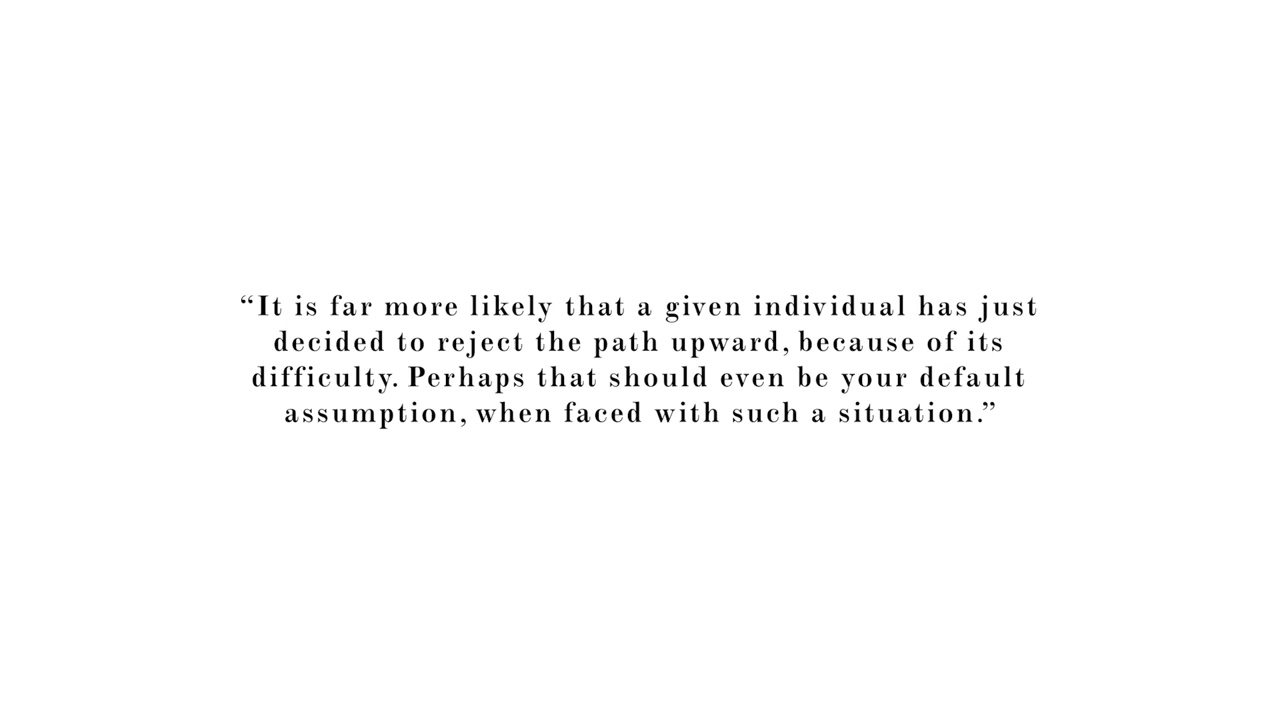 “It is far more likely that a given individual has just
decided to reject the path upward, because of its
difficulty. Perhaps that should even be your default
assumption, when faced with such a situation.”